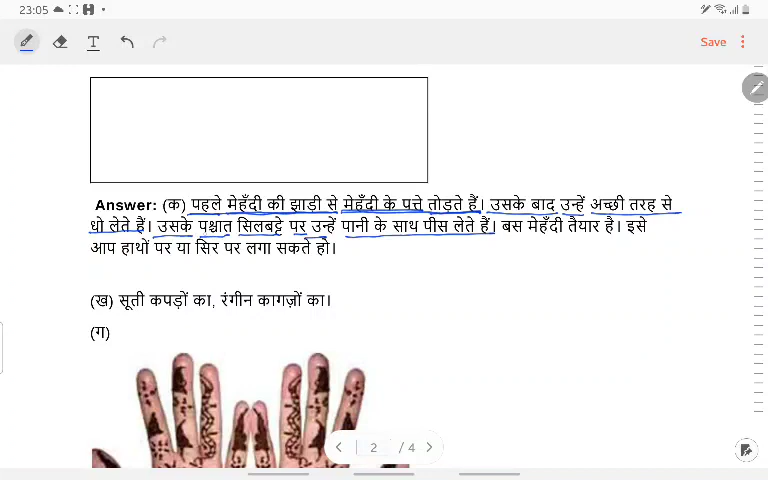 23:05
Save
Answer: (क) पहले मेहँदी की झाड़ी से मेहँदी के पत्ते तोड़ते हैं। उसके बाद उन्हें अच्छी तरह से
धो लेते हैं। उसके पश्चात सिलबट्टे पर उन्हें पानी के साथ पीस लेते हैं। बस मेहँदी तैयार है। इसे
आप हाथों पर या सिर पर लगा सकते हो।
(ख) सूती कपड़ों का, रंगीन कागज़ों का।
(ग)
2 / 4